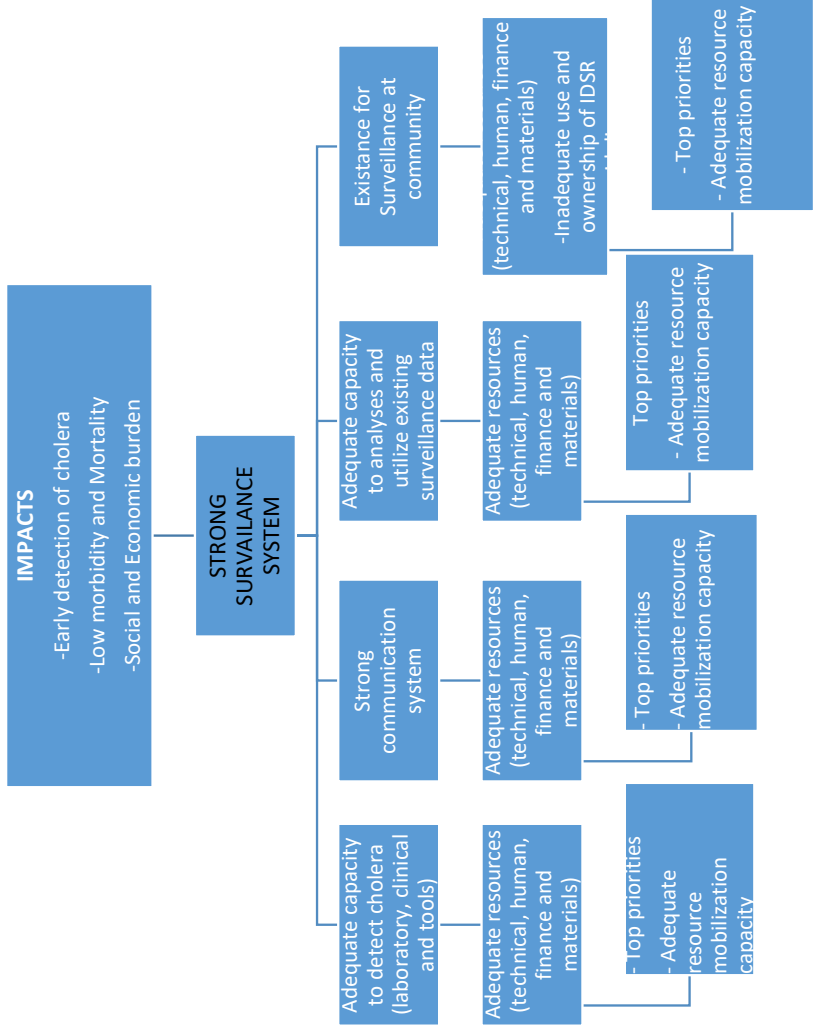 IMPACTS
-Early detection of cholera
-Low morbidity and Mortality
-Social and Economic burden
STRONG
SURVAILANCE
SYSTEM
Adequate capacity
to detect cholera
(laboratory, clinical
and tools)
Strong
communication
system
Adequate capacity
to analyses and
utilize existing
surveillance data
Existance for
Surveillance at
community
Adequate resources
(technical, human,
finance and
materials)
Adequate resources
(technical, human,
finance and
materials)
Adequate resources
(technical, human,
finance and
materials)
(technical, human, finance
and materials)
-Inadequate use and
ownership of IDSR
- Top priorities
- Adequate
resource
mobilization
capacity
- Top priorities
- Adequate resource
mobilization capacity
Top priorities
- Adequate resource
mobilization capacity
- Top priorities
- Adequate resource
mobilization capacity